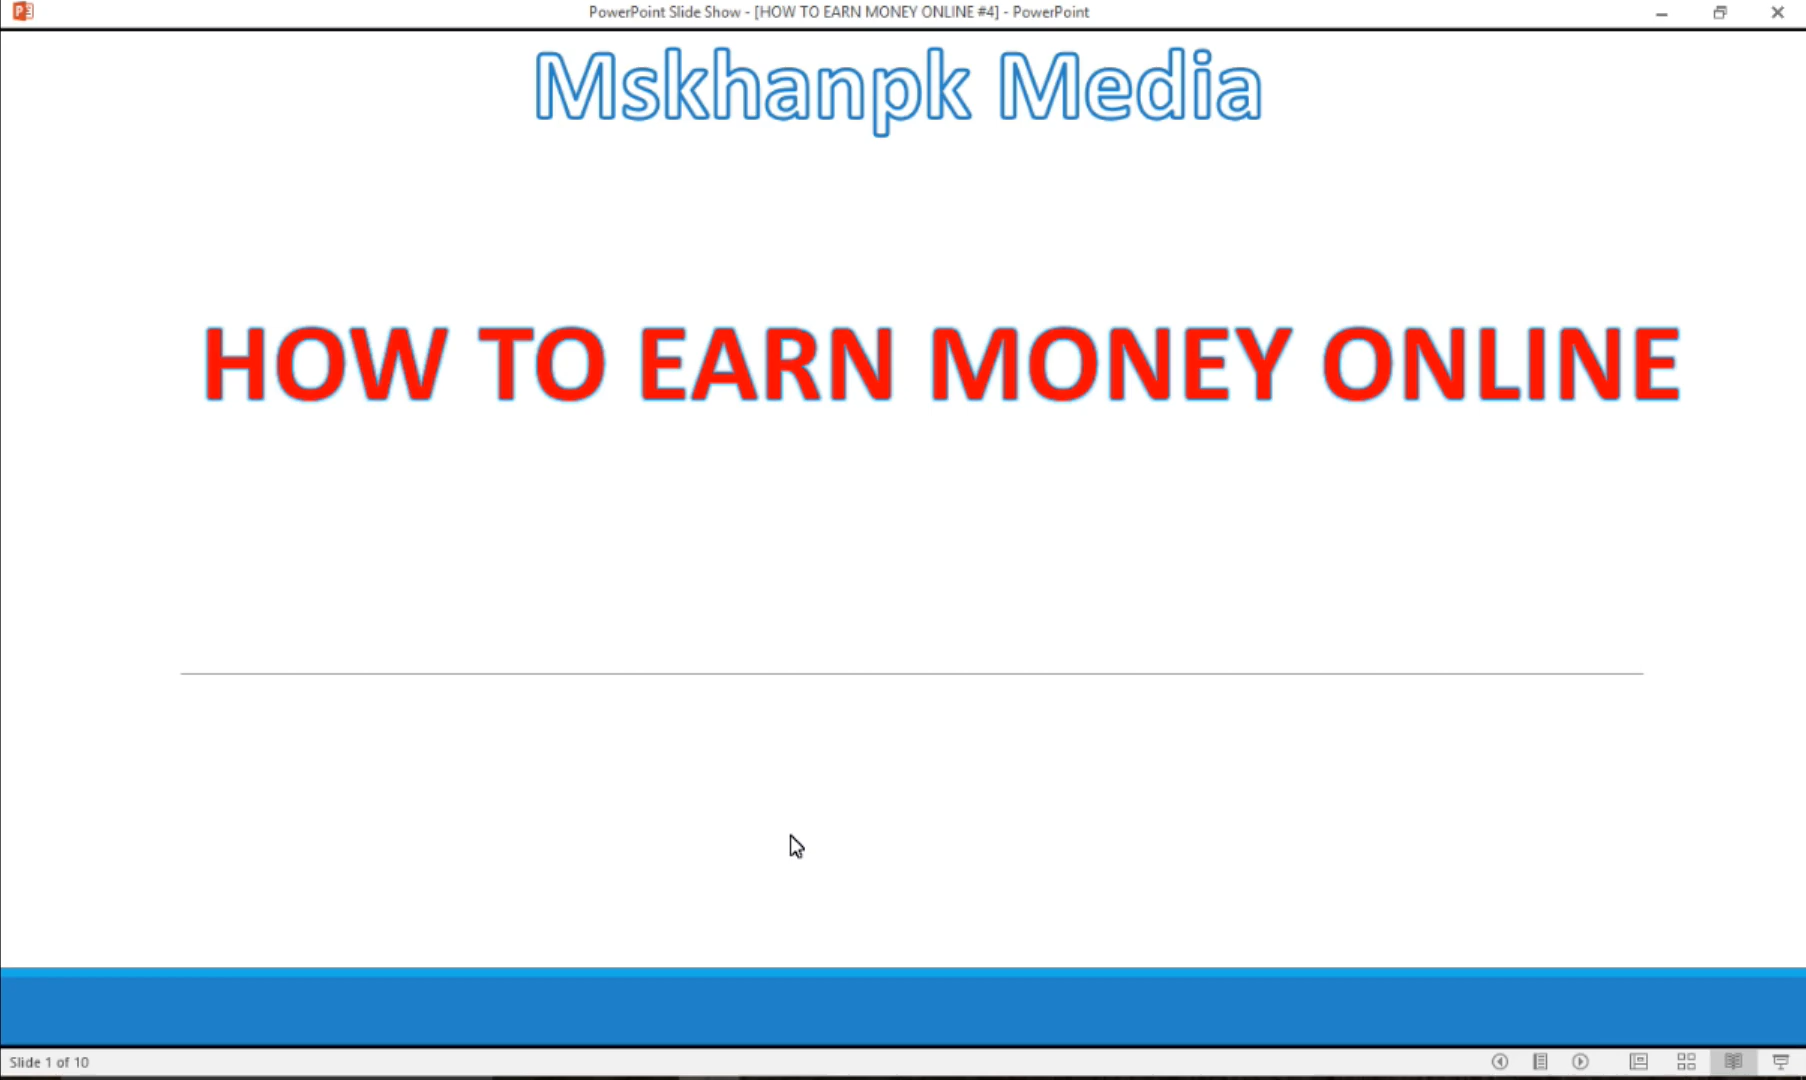 PowerPoint Slide Show - [HOW TO EARN MONEY ONLINE #4] - PowerPoint
Mskhanpk Media
HOW TO EARN MONEY ONLINE
Slide 1 of 10